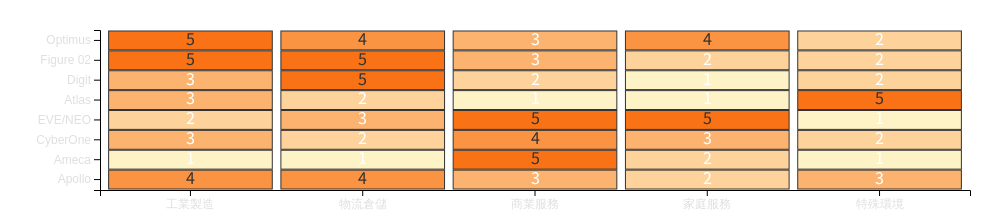 Optimus 5 4 3 4 2
Figure 02 5 5 3 2 2
Digit 3 5 2 1 2
Atlas 3 2 1 1 5
EVE/NEO 2 3 5 5 1
CyberOne 3 2 4 3 2
Ameca 1 1 5 2 1
Apollo 4 4 3 2 3
工業製造 物流倉儲 商業服務 家庭服務 特殊環境